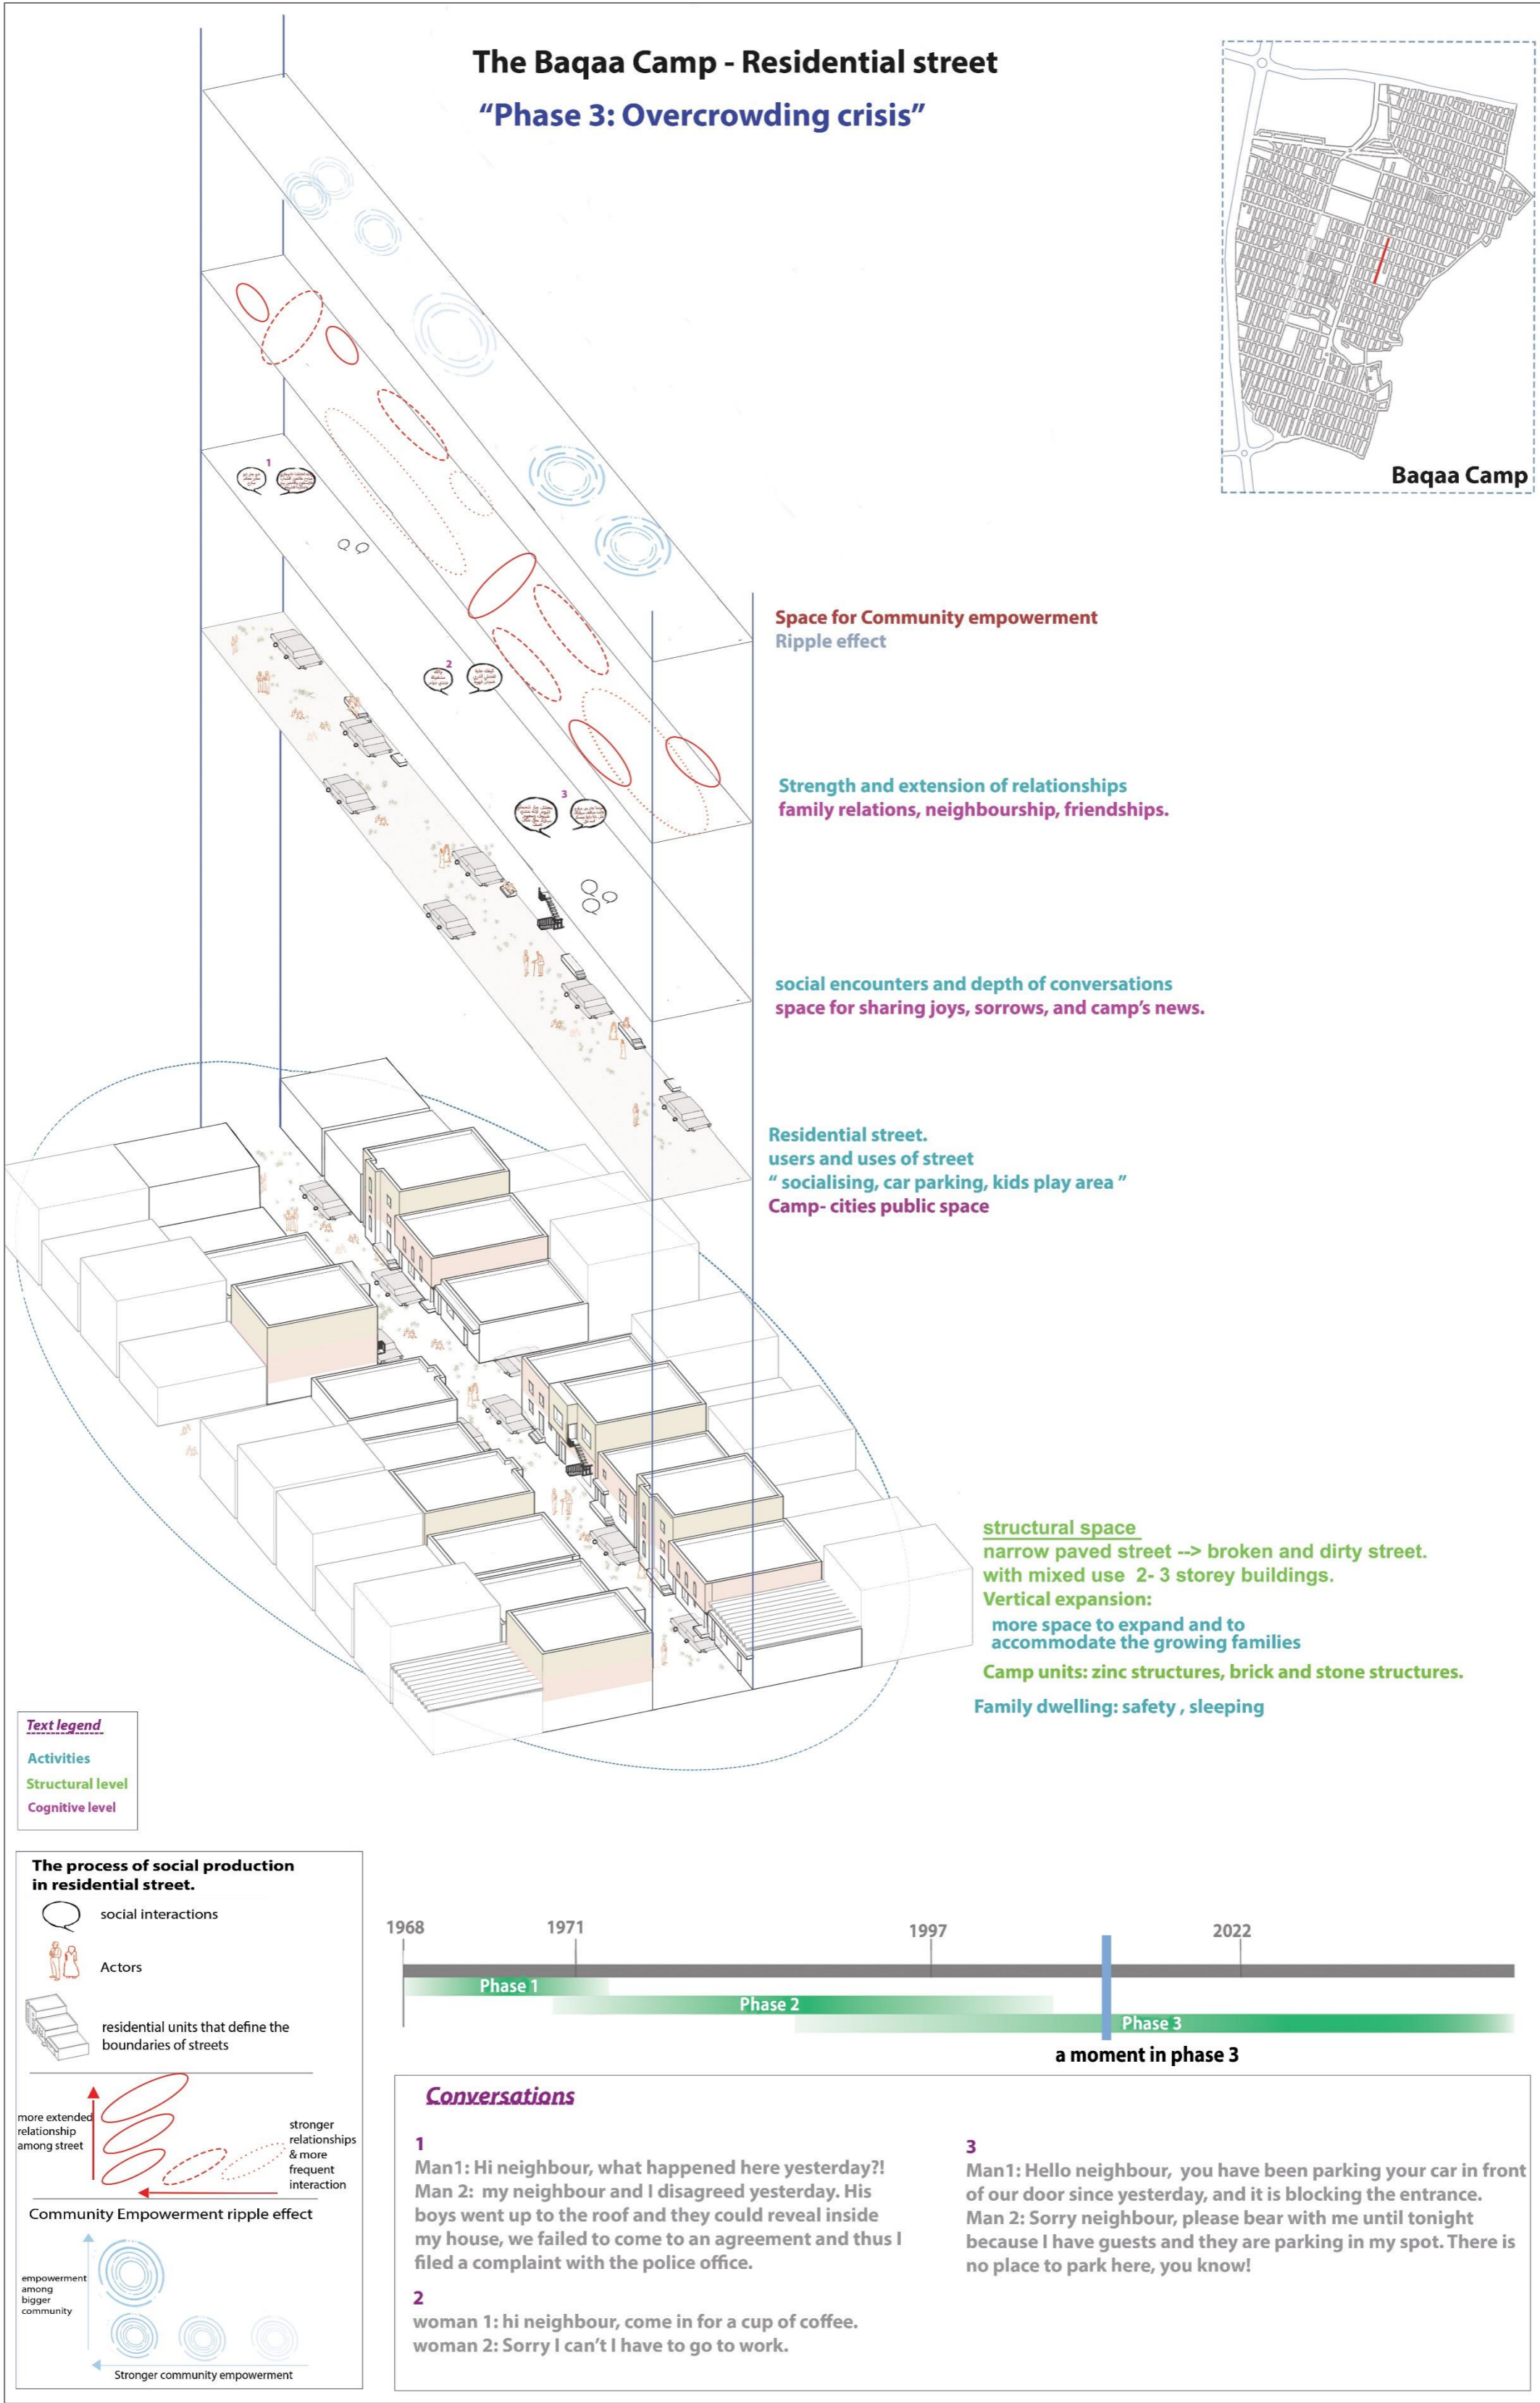 The Baqaa Camp - Residential street
“Phase 3: Overcrowding crisis”
Baqaa Camp
1
2
3
Space for Community empowerment
Ripple effect
Strength and extension of relationships
family relations, neighbourship, friendships.
social encounters and depth of conversations
space for sharing joys, sorrows, and camp's news.
Residential street.
users and uses of street
“ socialising, car parking, kids play area ”
Camp- cities public space
structural space
narrow paved street --> broken and dirty street.
with mixed use 2- 3 storey buildings.
Vertical expansion:
more space to expand and to
accommodate the growing families
Camp units: zinc structures, brick and stone structures.
Family dwelling: safety , sleeping
Text legend
Activities
Structural level
Cognitive level
The process of social production
in residential street.
social interactions
Actors
residential units that define the
boundaries of streets
more extended
relationship
among street
stronger
relationships
& more
frequent
interaction
Community Empowerment ripple effect
empowerment
among
bigger
community
Stronger community empowerment
1968
1971
1997
2022
Phase 1
Phase 2
Phase 3
a moment in phase 3
Conversations
1
Man1: Hi neighbour, what happened here yesterday?!
Man 2: my neighbour and I disagreed yesterday. His
boys went up to the roof and they could reveal inside
my house, we failed to come to an agreement and thus I
filed a complaint with the police office.
2
woman 1: hi neighbour, come in for a cup of coffee.
woman 2: Sorry I can't I have to go to work.
3
Man1: Hello neighbour, you have been parking your car in front
of our door since yesterday, and it is blocking the entrance.
Man 2: Sorry neighbour, please bear with me until tonight
because I have guests and they are parking in my spot. There is
no place to park here, you know!